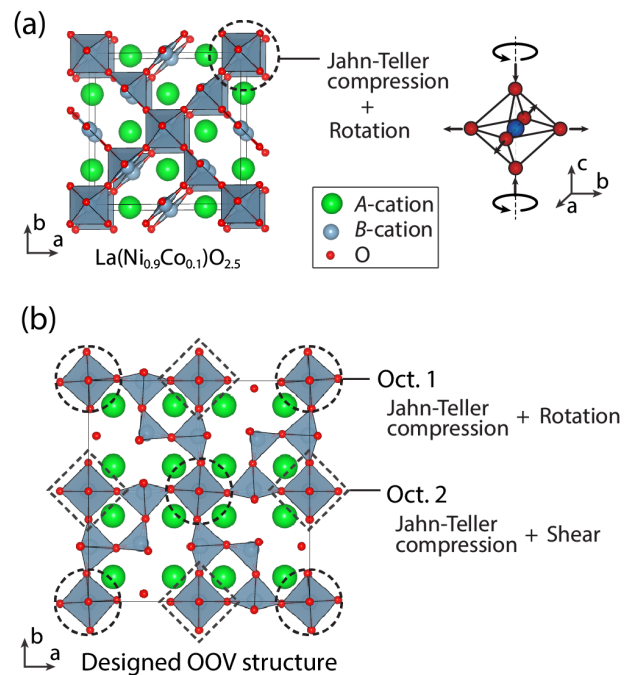 (a)
Jahn-Teller
compression
+
Rotation
c
b
a
A-cation
B-cation
O
b
a
La(Ni0.9Co0.1)O2.5
(b)
Oct. 1
Jahn-Teller
compression + Rotation
Oct. 2
Jahn-Teller
compression + Shear
b
a
Designed OOV structure